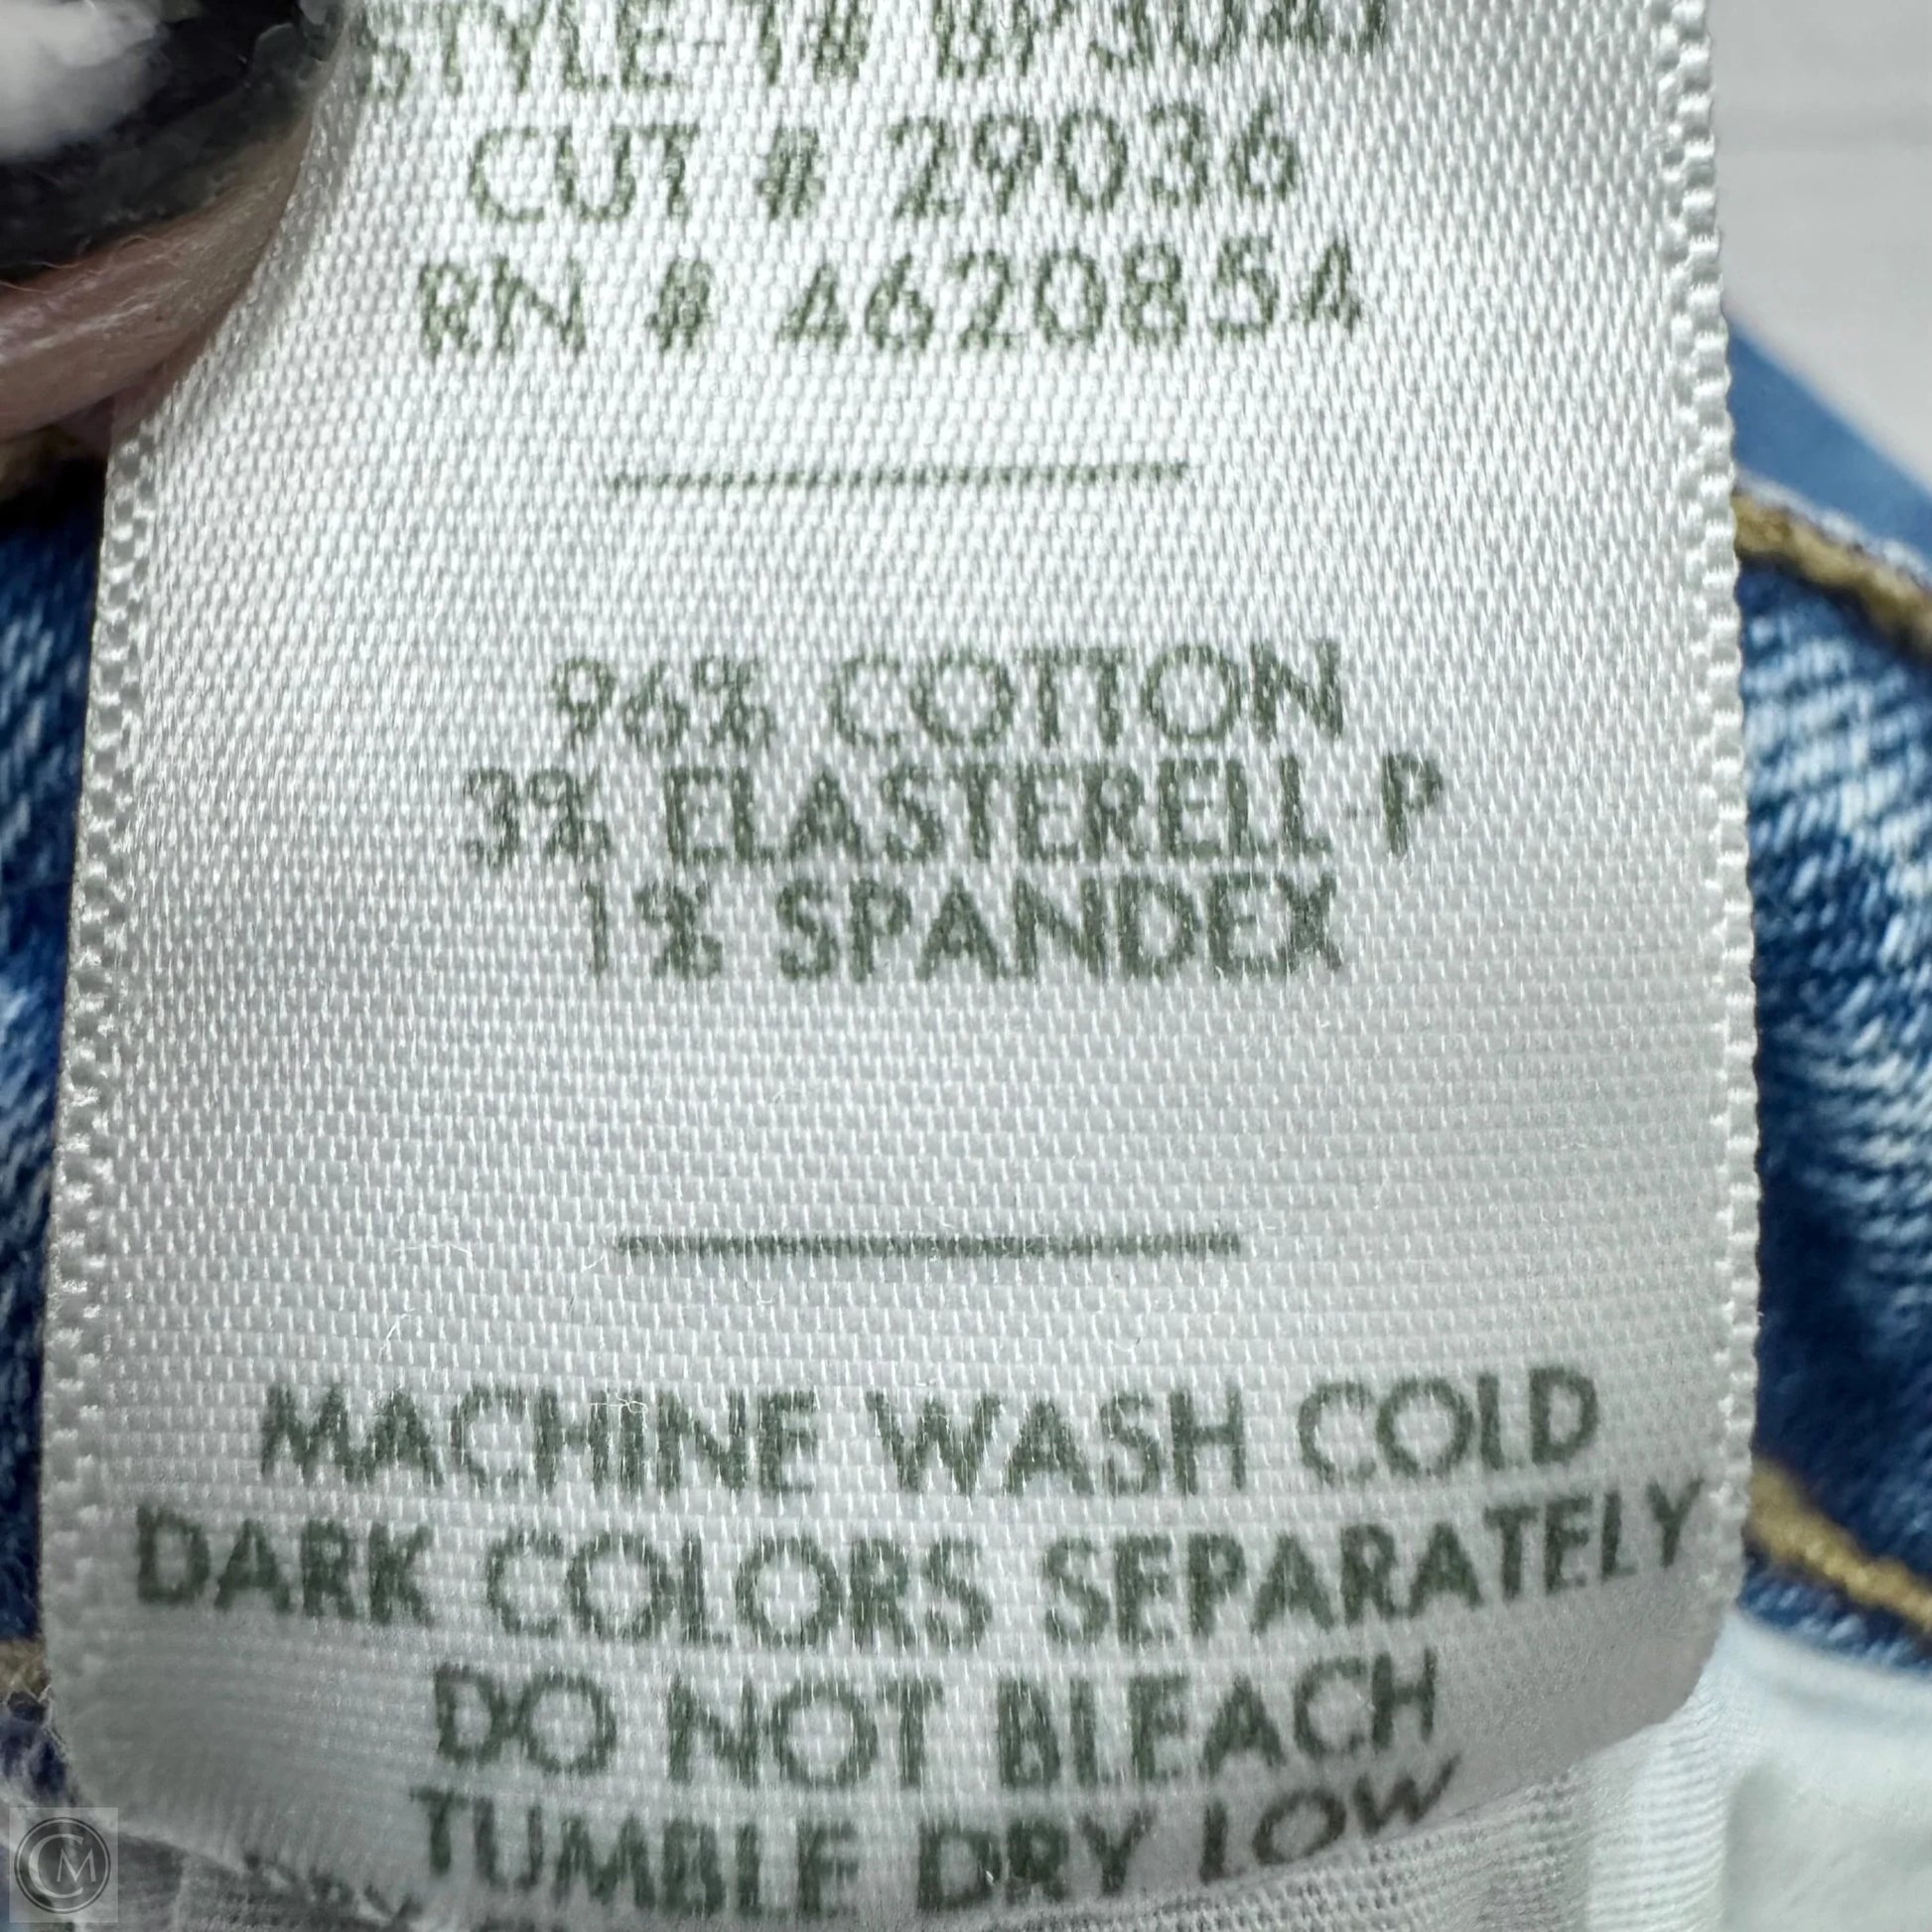 CUT # 29036
RN # 4620854
96% COTTON
3% ELASTERELL-P
1% SPANDEX
MACHINE WASH COLD
DARK COLORS SEPARATELY
DO NOT BLEACH
TUMBLE DRY LOW
CM